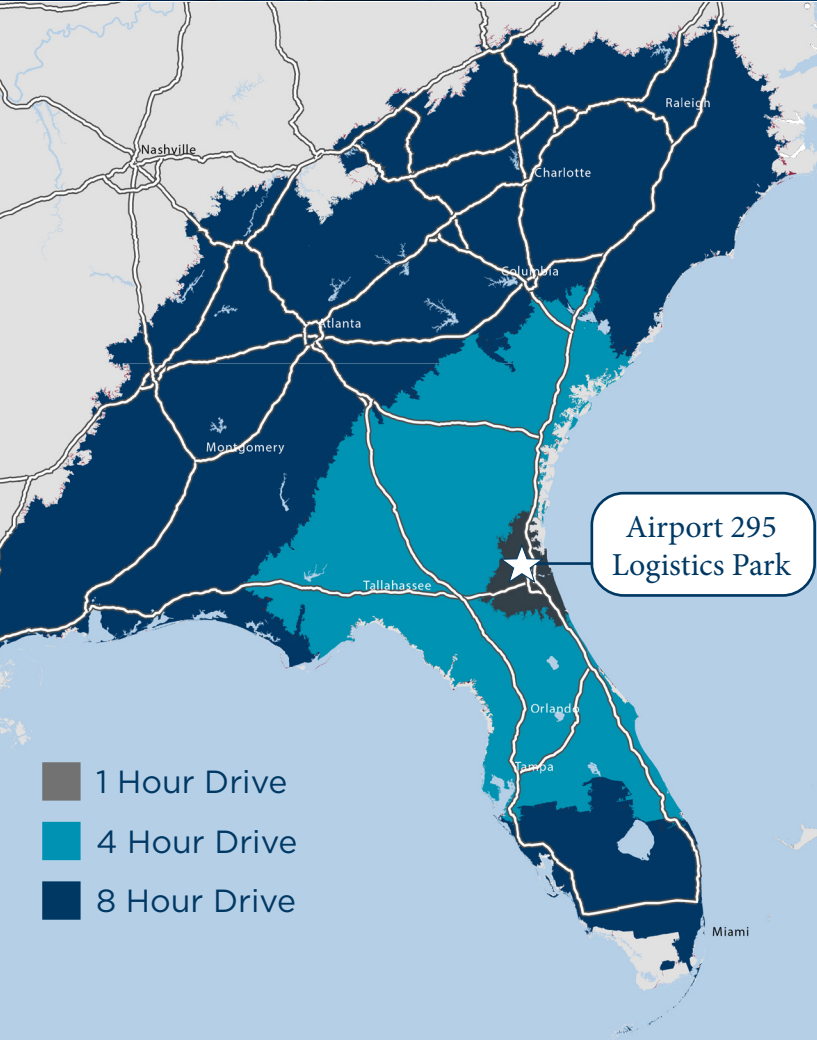 Raleigh
Nashville
Charlotte
Columbia
Atlanta
Montgomery
Airport 295
Logistics Park
Tallahassee
Orlando
Tampa
1 Hour Drive
4 Hour Drive
8 Hour Drive
Miami